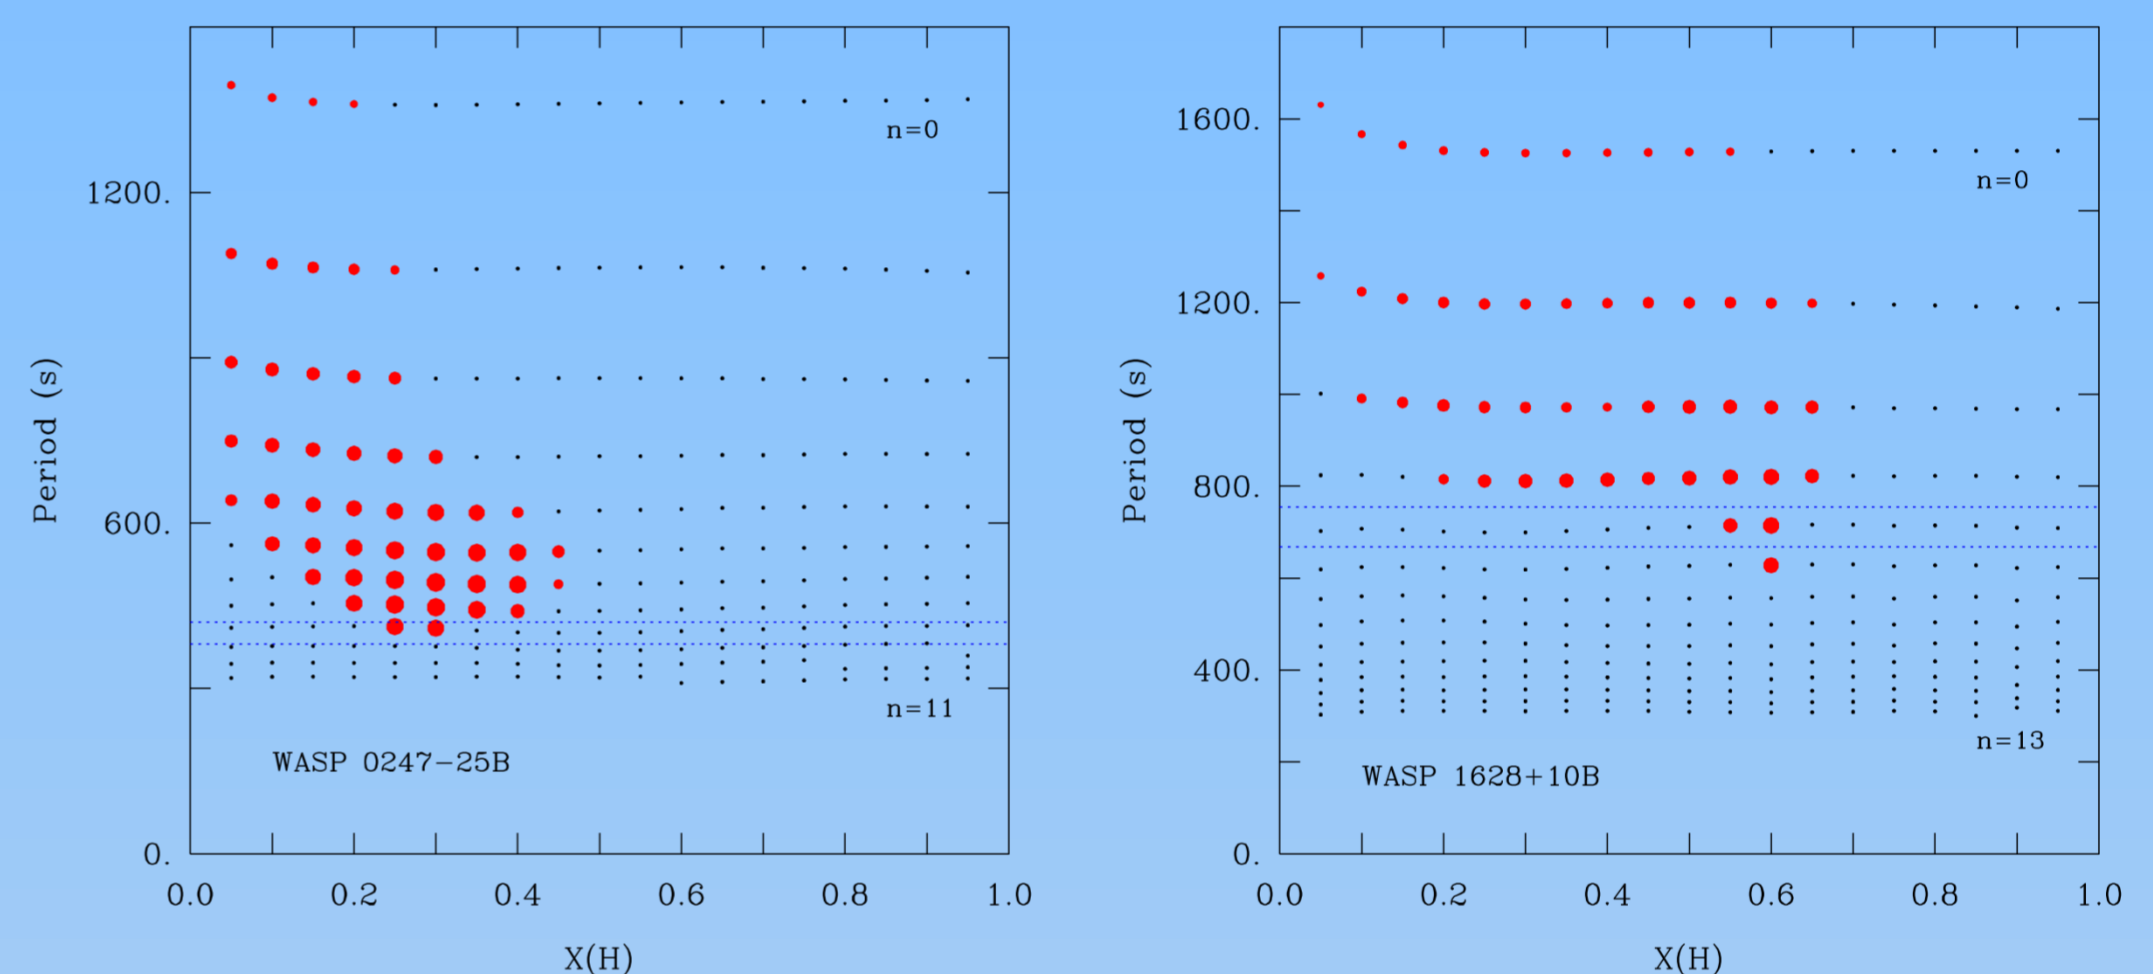 Period (s)
1200.
600.
0.
n=0
n=11
WASP 0247−25B
0.0 0.2 0.4 0.6 0.8 1.0
X(H)
Period (s)
1600.
1200.
800.
400.
0.
n=0
n=13
WASP 1628+10B
0.0 0.2 0.4 0.6 0.8 1.0
X(H)